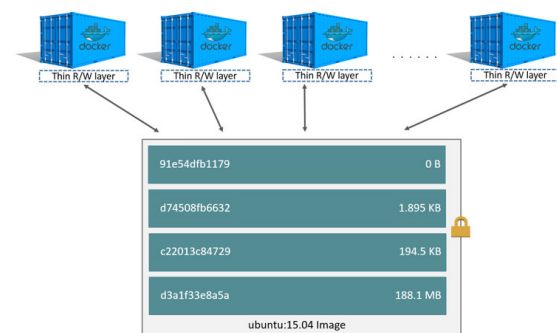 docker
docker
docker
docker
Thin R/W layer
Thin R/W layer
Thin R/W layer
. . . . . .
Thin R/W layer
91e54dfb1179 0 B
d74508fb6632 1.895 KB
c22013c84729 194.5 KB
d3a1f33e8a5a 188.1 MB
ubuntu:15.04 Image